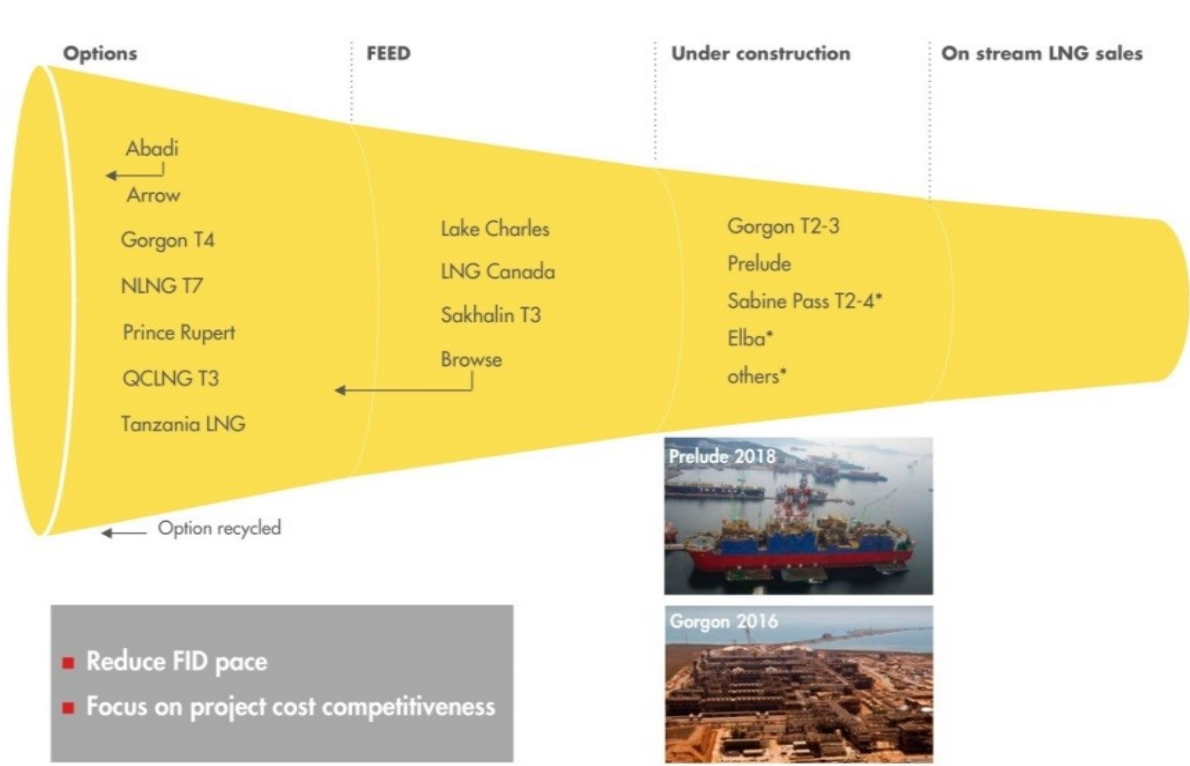 Options
FEED
Under construction
On stream LNG sales
Abadi
Arrow
Gorgon T4
NLNG T7
Prince Rupert
QCLNG T3
Tanzania LNG
Lake Charles
LNG Canada
Sakhalin T3
Browse
Gorgon T2-3
Prelude
Sabine Pass T2-4*
Elba*
others*
Option recycled
Prelude 2018
Gorgon 2016
Reduce FID pace
Focus on project cost competitiveness